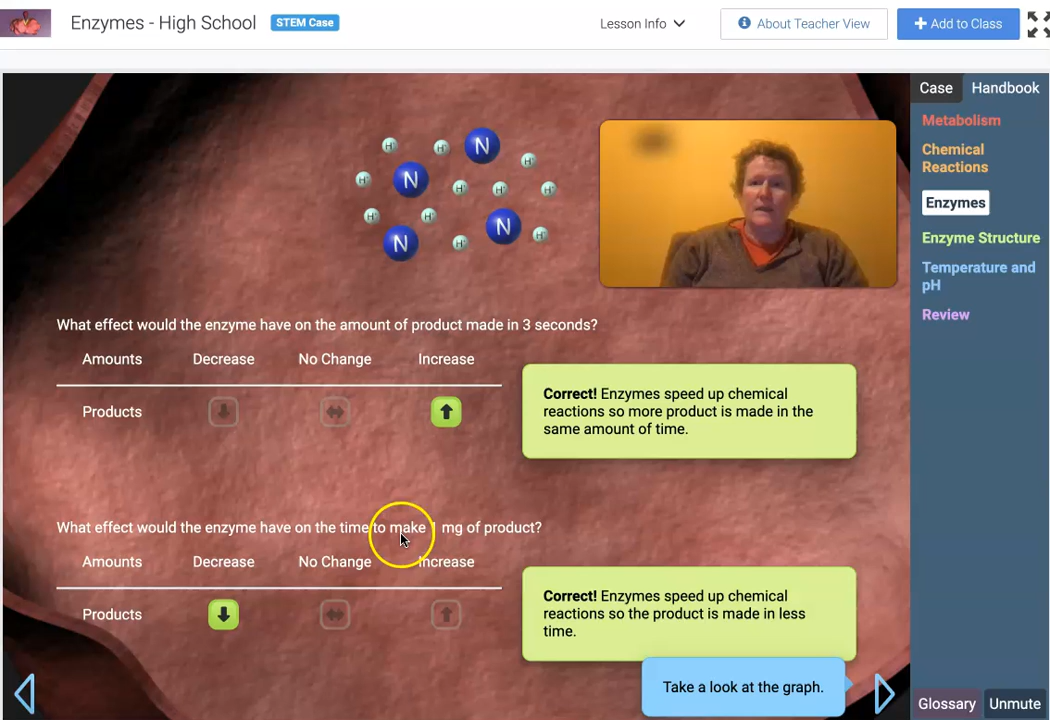 Enzymes - High School STEM Case
Lesson Info
About Teacher View
+ Add to Class
Case Handbook
Metabolism
Chemical
Reactions
Enzymes
Enzyme Structure
Temperature and
pH
Review
N
H+ H+ H+
H+ N H+ H+ H+
H+ H+ N H+
N H+
What effect would the enzyme have on the amount of product made in 3 seconds?
Amounts Decrease No Change Increase
Products
Correct! Enzymes speed up chemical
reactions so more product is made in the
same amount of time.
What effect would the enzyme have on the time to make 1 mg of product?
Amounts Decrease No Change Increase
Products
Correct! Enzymes speed up chemical
reactions so the product is made in less
time.
Take a look at the graph.
Glossary Unmute